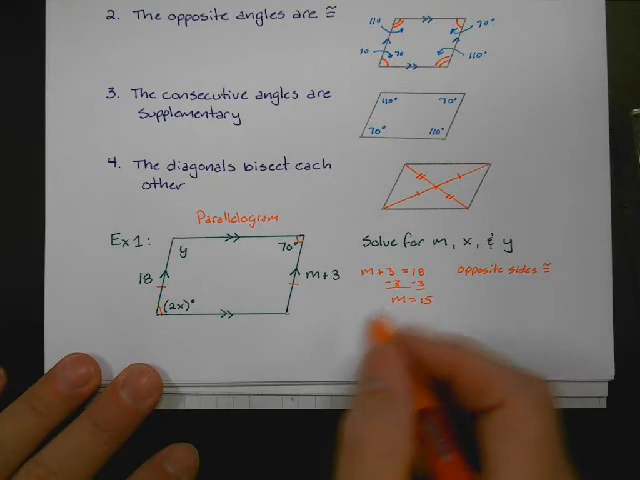 2. The opposite angles are ≅
110 70°
70 70 110°
3. The consecutive angles are
supplementary
110° 70°
70° 110°
4. The diagonals bisect each
other
Parallelogram
Ex 1: y 70°
18 m+3
(2x)°
Solve for m, x, & y
m+3=18 opposite sides ≅
-3 -3
m=15